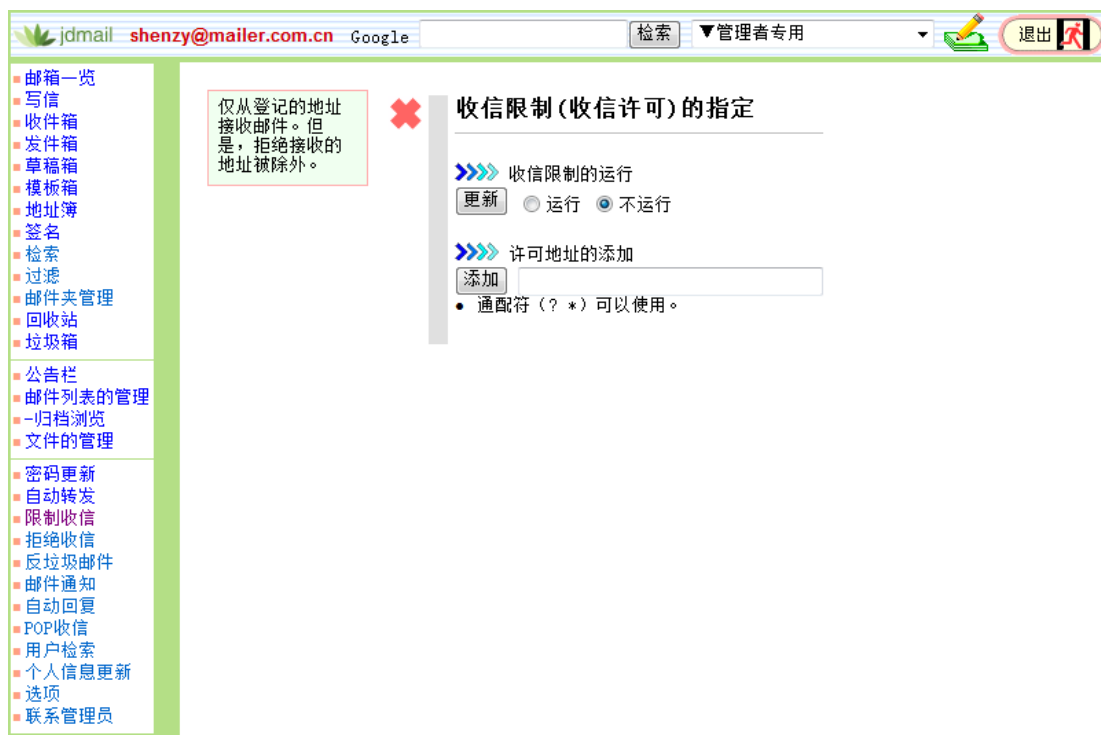 jdmail shenzy@mailer.com.cn Google 检索 ▼管理者专用 退出
邮箱一览
写信
收件箱
发件箱
草稿箱
模板箱
地址簿
签名
检索
过滤
邮件夹管理
回收站
垃圾箱
公告栏
邮件列表的管理
-归档浏览
文件的管理
密码更新
自动转发
限制收信
拒绝收信
反垃圾邮件
邮件通知
自动回复
POP收信
用户检索
个人信息更新
选项
联系管理员
仅从登记的地址
接收邮件。但
是，拒绝接收的
地址被除外。
收信限制(收信许可)的指定
收信限制的运行
更新 运行 不运行
许可地址的添加
添加
● 通配符（? *）可以使用。